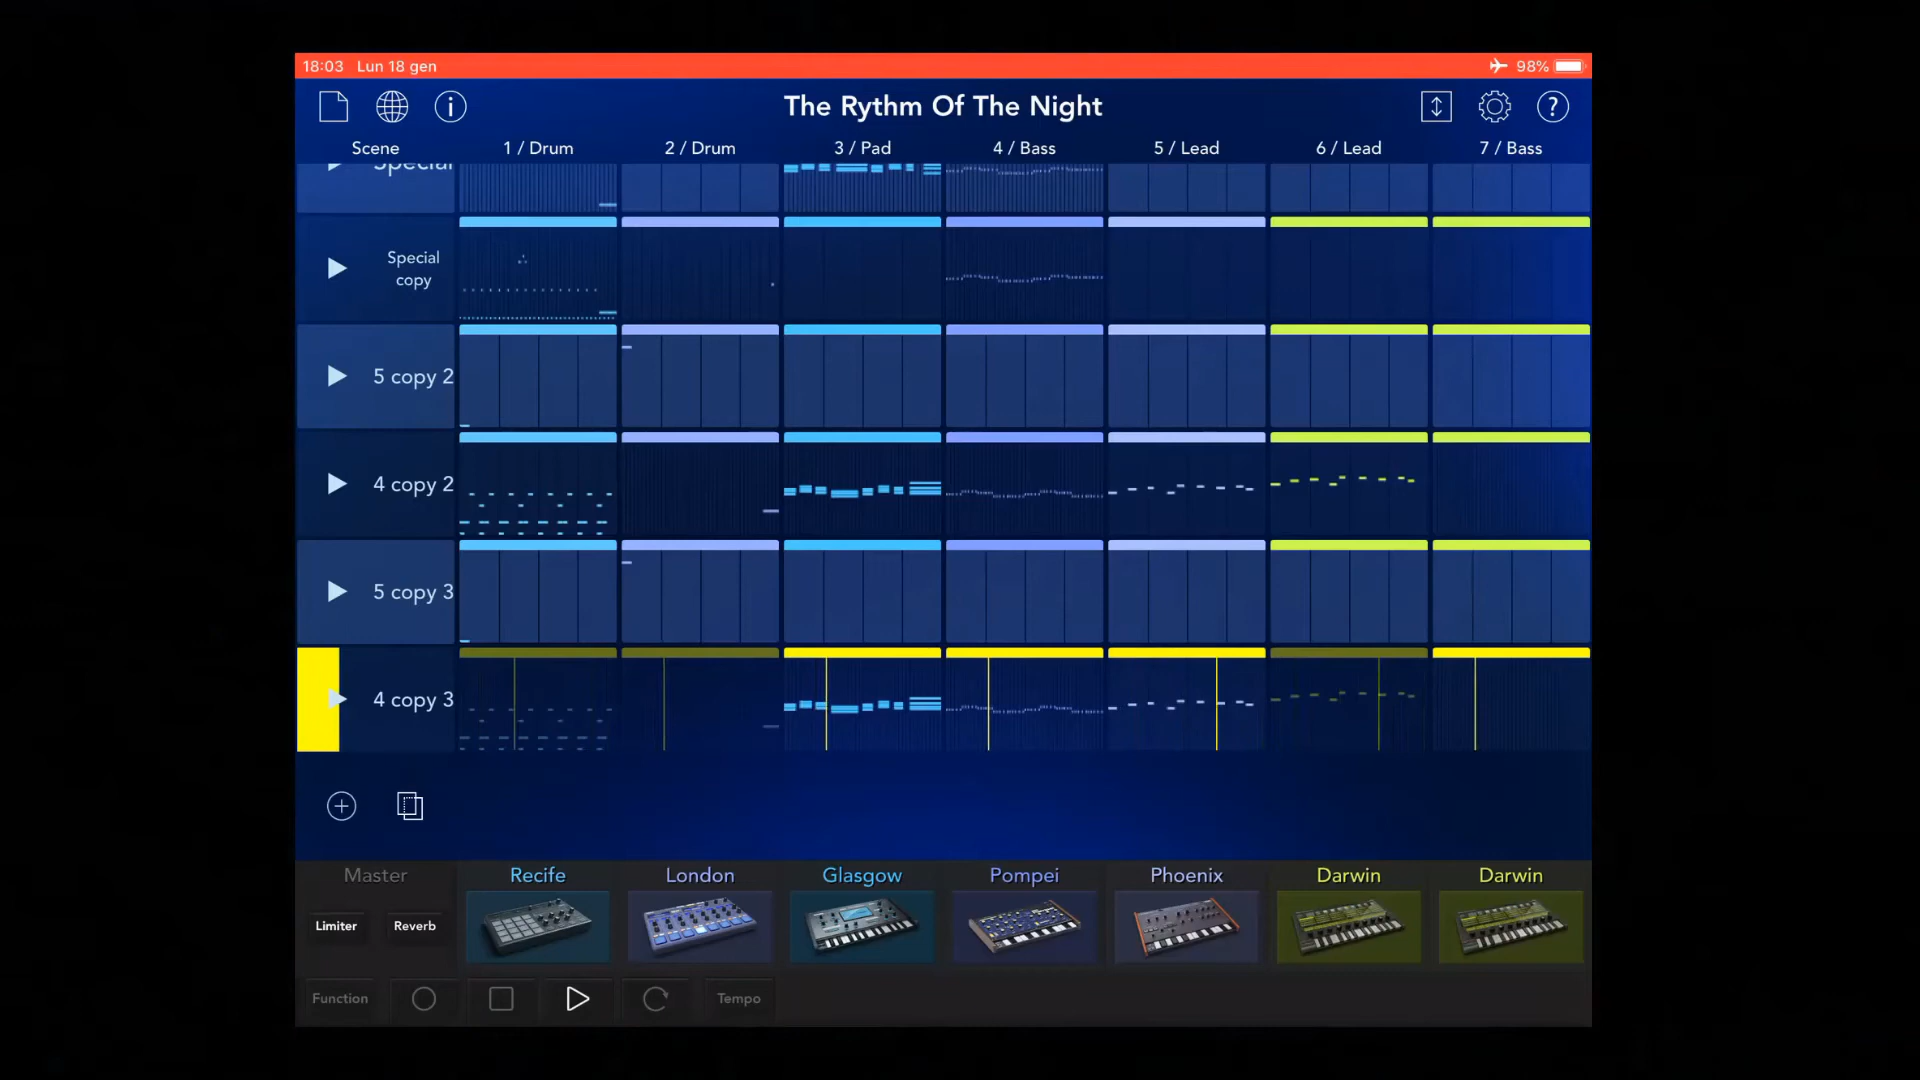 18:03 Lun 18 gen 98%
The Rythm Of The Night
Scene 1 / Drum 2 / Drum 3 / Pad 4 / Bass 5 / Lead 6 / Lead 7 / Bass
Special
Special
copy
5 copy 2
4 copy 2
5 copy 3
4 copy 3
Master Recife London Glasgow Pompei Phoenix Darwin Darwin
Limiter Reverb
Function Tempo